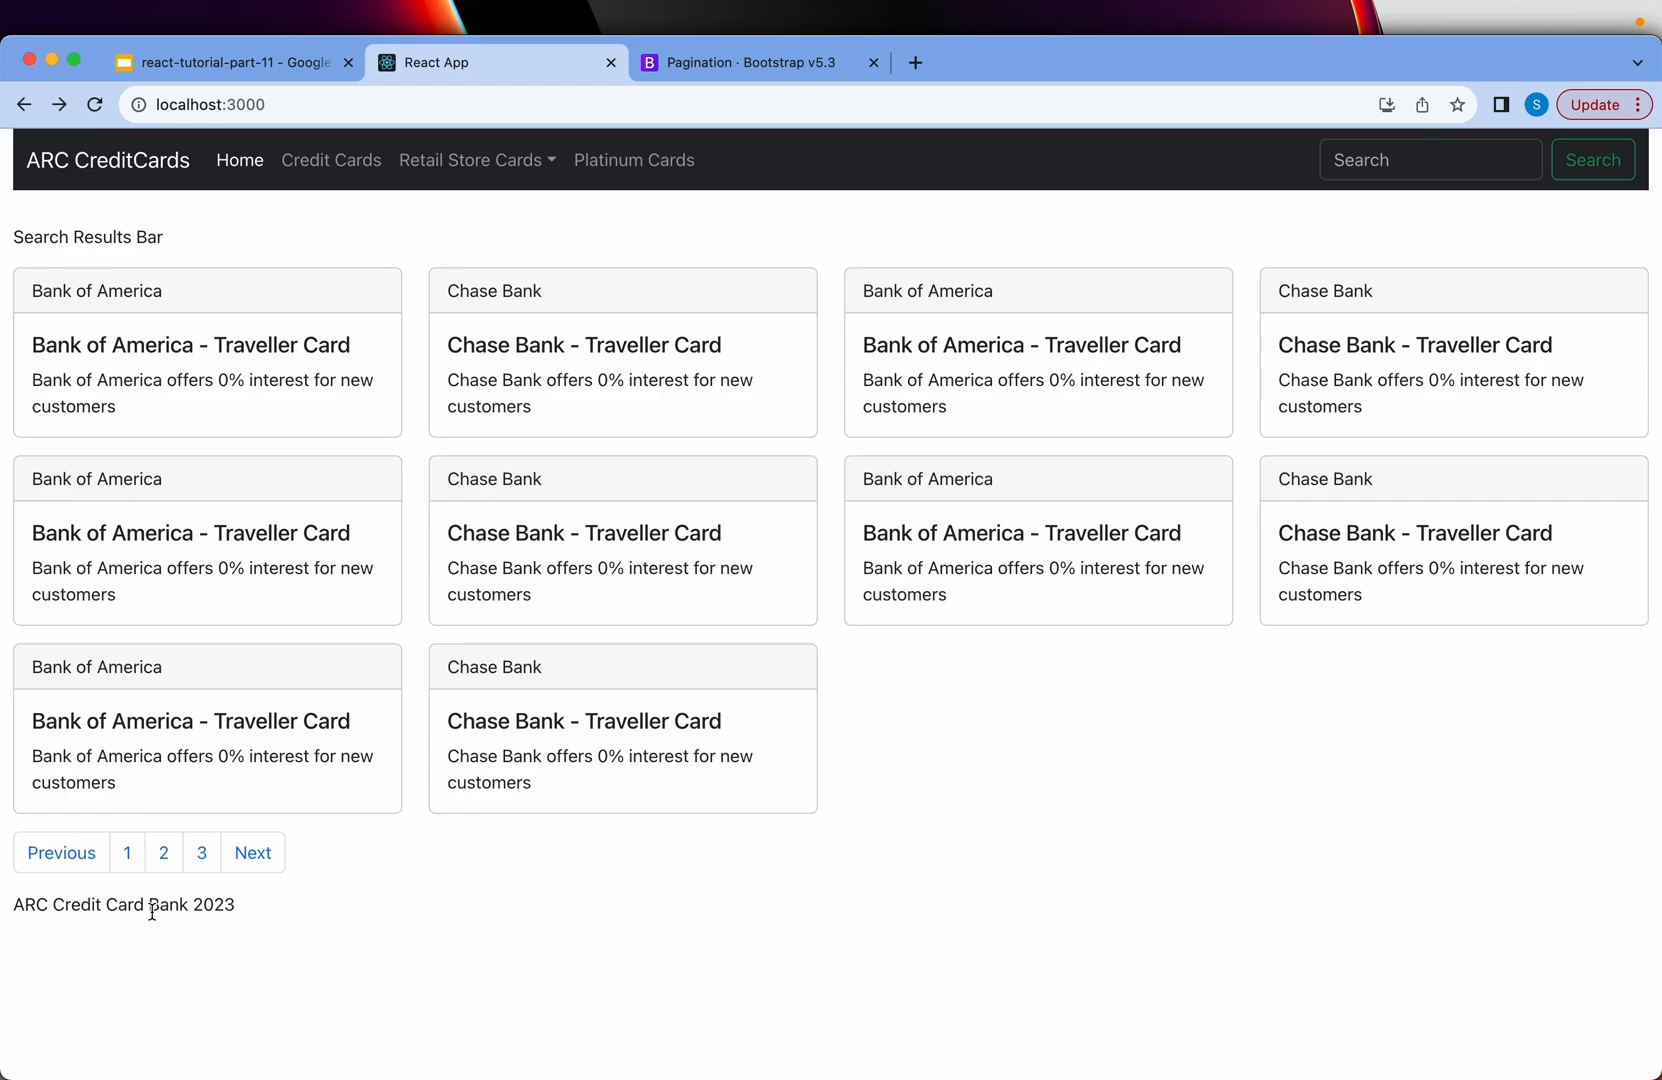 react-tutorial-part-11 - Google
React App
B Pagination · Bootstrap v5.3
localhost:3000
S
Update
ARC CreditCards Home Credit Cards Retail Store Cards Platinum Cards Search Search
Search Results Bar
Bank of America
Bank of America - Traveller Card
Bank of America offers 0% interest for new
customers
Chase Bank
Chase Bank - Traveller Card
Chase Bank offers 0% interest for new
customers
Bank of America
Bank of America - Traveller Card
Bank of America offers 0% interest for new
customers
Chase Bank
Chase Bank - Traveller Card
Chase Bank offers 0% interest for new
customers
Bank of America
Bank of America - Traveller Card
Bank of America offers 0% interest for new
customers
Chase Bank
Chase Bank - Traveller Card
Chase Bank offers 0% interest for new
customers
Bank of America
Bank of America - Traveller Card
Bank of America offers 0% interest for new
customers
Chase Bank
Chase Bank - Traveller Card
Chase Bank offers 0% interest for new
customers
Bank of America
Bank of America - Traveller Card
Bank of America offers 0% interest for new
customers
Chase Bank
Chase Bank - Traveller Card
Chase Bank offers 0% interest for new
customers
Previous 1 2 3 Next
ARC Credit Card Bank 2023